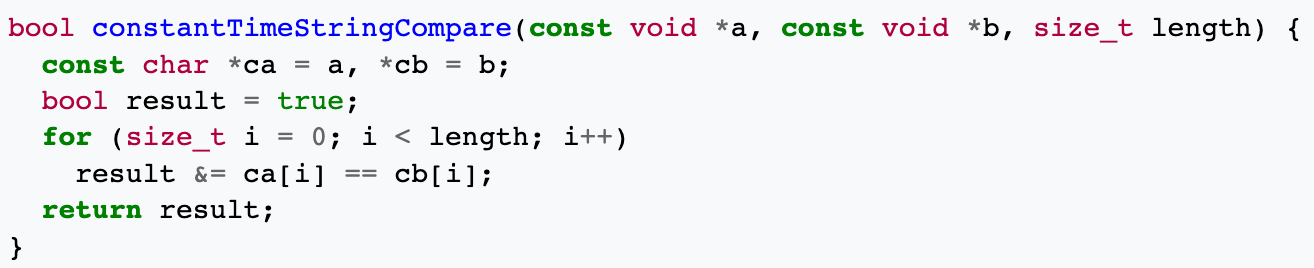 bool constantTimeStringCompare(const void *a, const void *b, size_t length) {
  const char *ca = a, *cb = b;
  bool result = true;
  for (size_t i = 0; i < length; i++)
    result &= ca[i] == cb[i];
  return result;
}